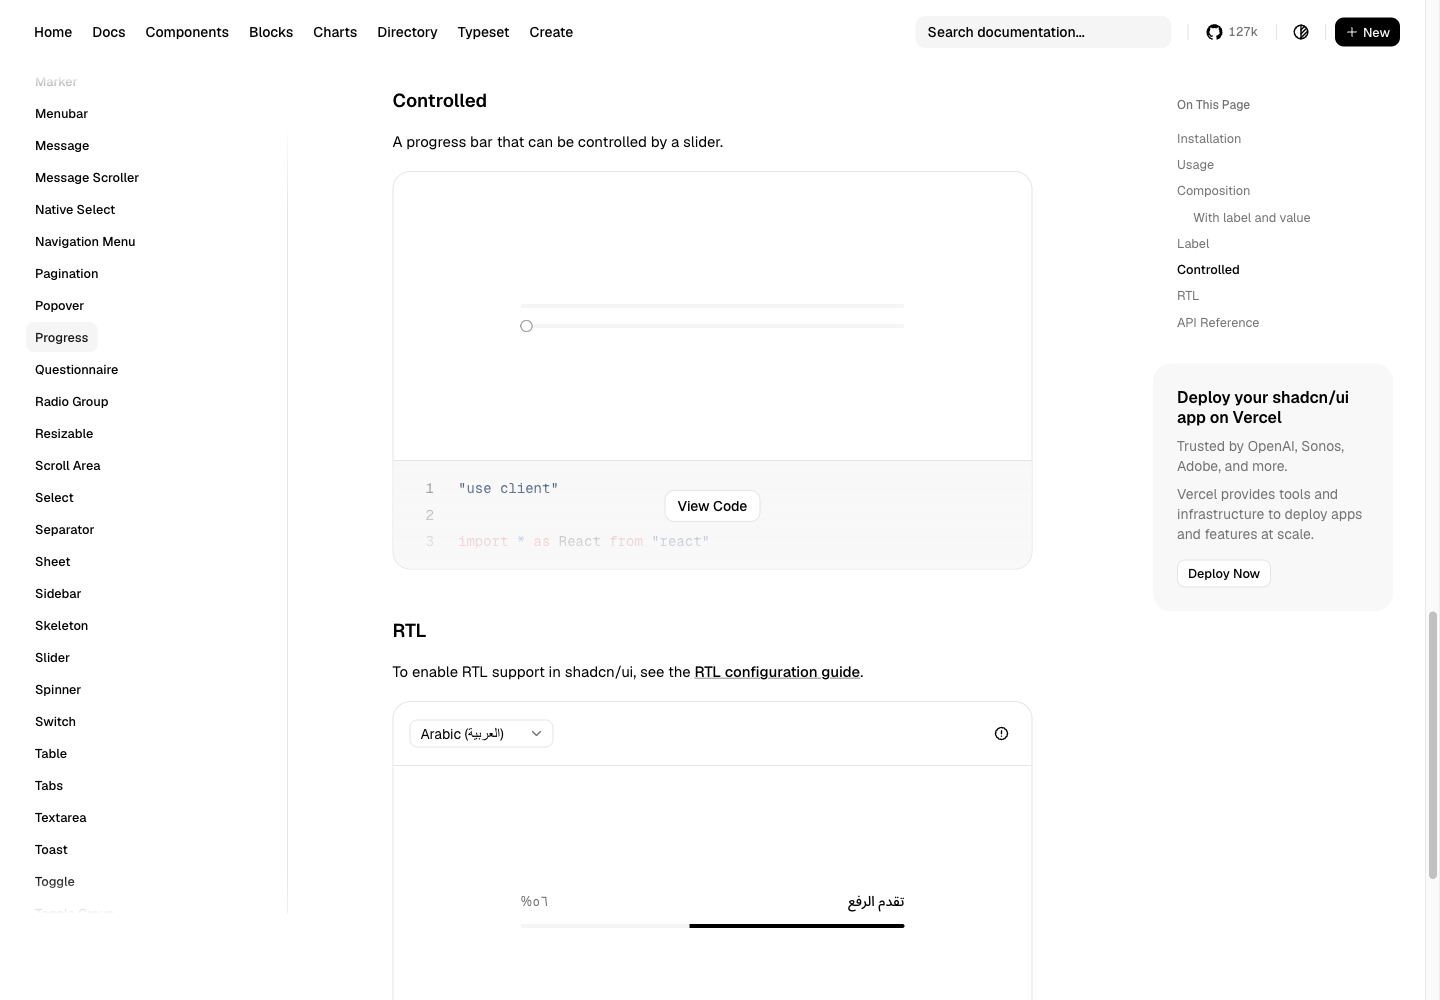 Home Docs Components Blocks Charts Directory Typeset Create
Search documentation...
127k
New
Marker
Menubar
Message
Message Scroller
Native Select
Navigation Menu
Pagination
Popover
Progress
Questionnaire
Radio Group
Resizable
Scroll Area
Select
Separator
Sheet
Sidebar
Skeleton
Slider
Spinner
Switch
Table
Tabs
Textarea
Toast
Toggle
Controlled
A progress bar that can be controlled by a slider.
1 "use client"
2
3 import * as React from "react"
View Code
RTL
To enable RTL support in shadcn/ui, see the RTL configuration guide.
Arabic (العربية)
تقدم الرفع
٥٦%
On This Page
Installation
Usage
Composition
With label and value
Label
Controlled
RTL
API Reference
Deploy your shadcn/ui
app on Vercel
Trusted by OpenAI, Sonos,
Adobe, and more.
Vercel provides tools and
infrastructure to deploy apps
and features at scale.
Deploy Now